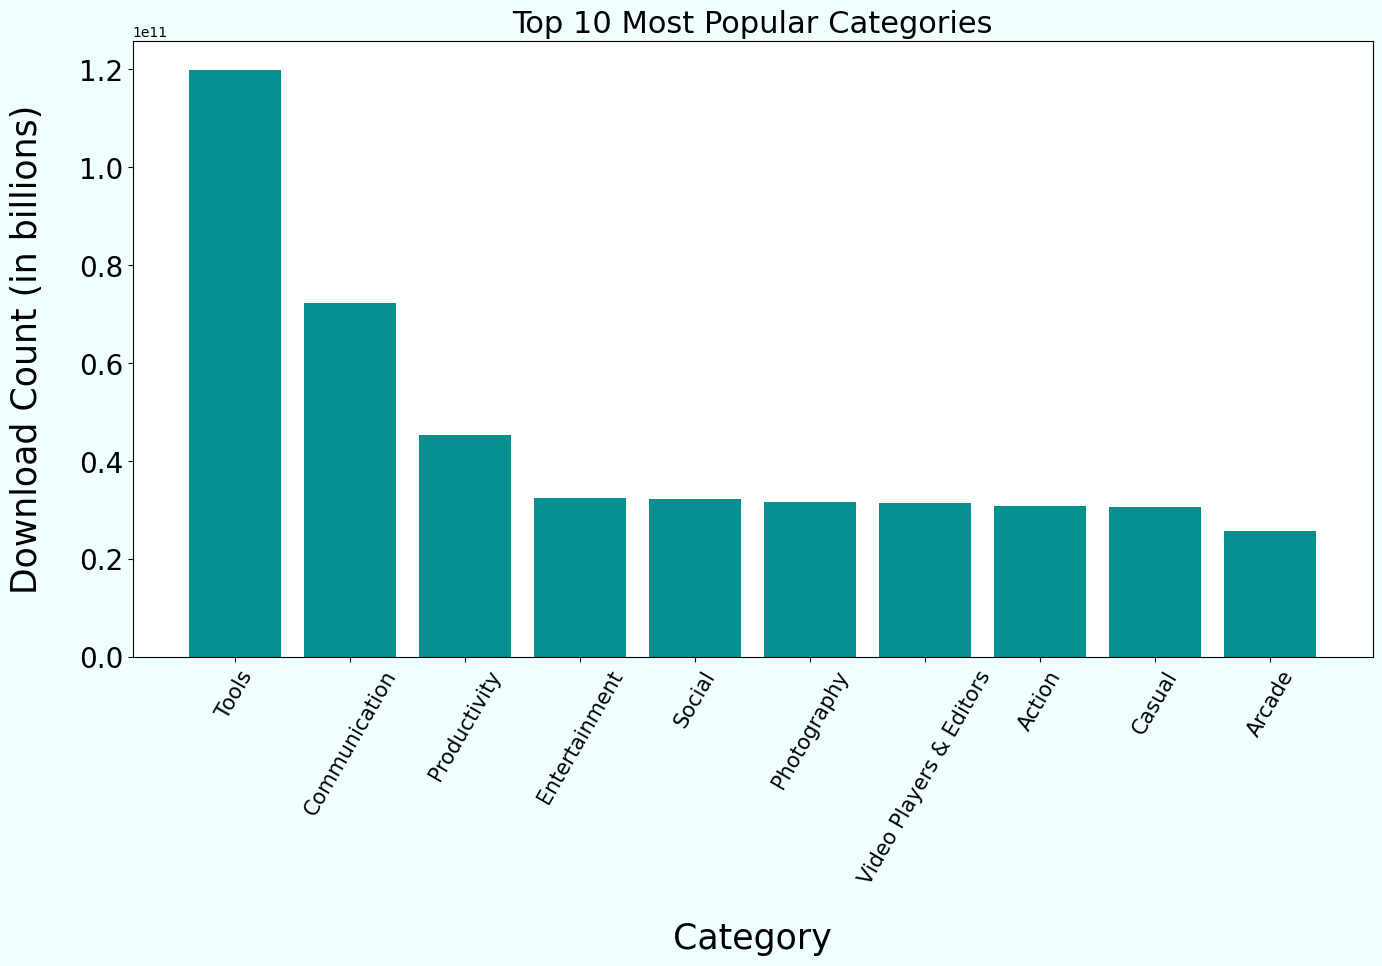 Top 10 Most Popular Categories
1e11
1.2
1.0
0.8
0.6
0.4
0.2
0.0
Download Count (in billions)
Tools
Communication
Productivity
Entertainment
Social
Photography
Video Players & Editors
Action
Casual
Arcade
Category